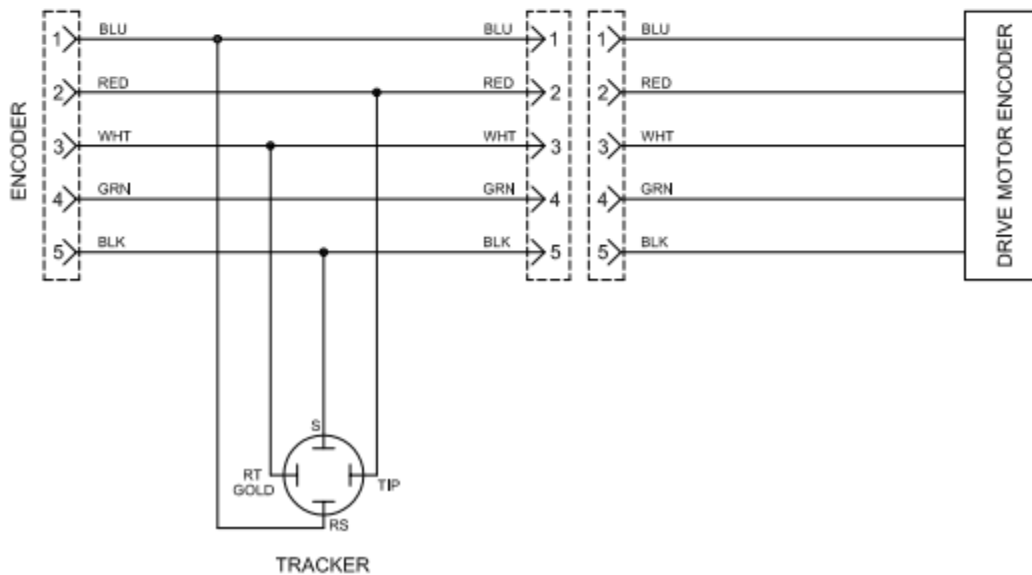 ENCODER
1 BLU BLU 1 1 BLU
2 RED RED 2 2 RED
3 WHT WHT 3 3 WHT
4 GRN GRN 4 4 GRN
5 BLK BLK 5 5 BLK
DRIVE MOTOR ENCODER
S
RT
GOLD
TIP
RS
TRACKER